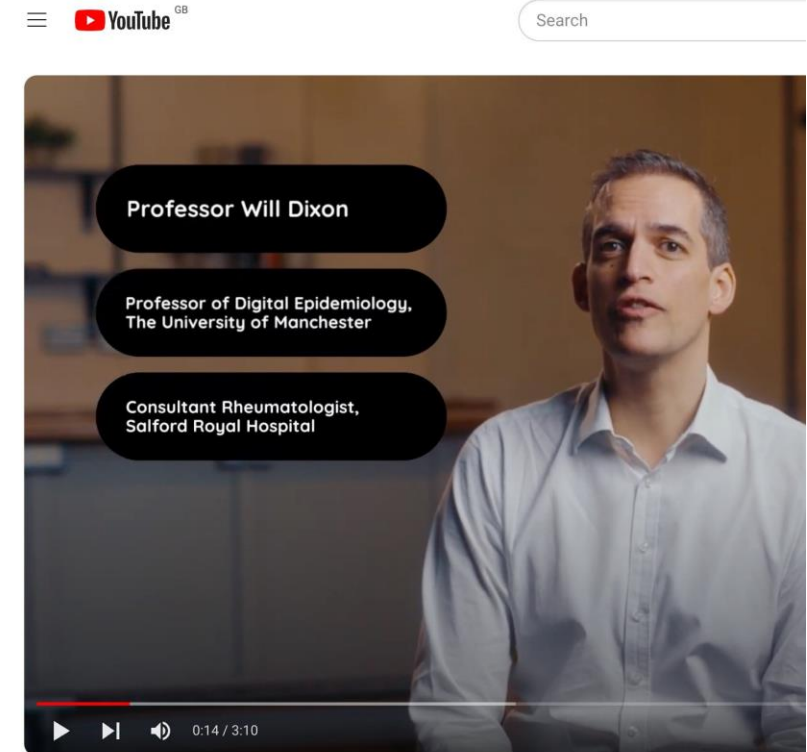 YouTube GB
Search
Professor Will Dixon
Professor of Digital Epidemiology,
The University of Manchester
Consultant Rheumatologist,
Salford Royal Hospital
0:14 / 3:10